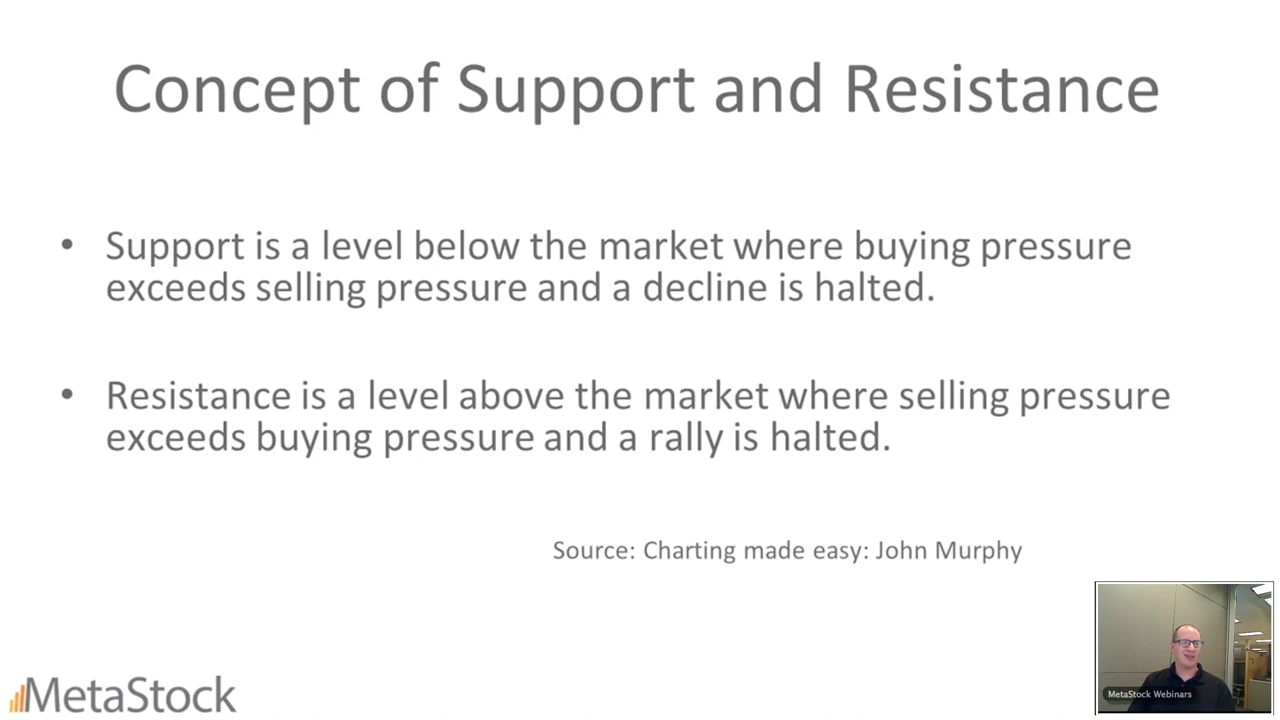 Concept of Support and Resistance
• Support is a level below the market where buying pressure
exceeds selling pressure and a decline is halted.
• Resistance is a level above the market where selling pressure
exceeds buying pressure and a rally is halted.
Source: Charting made easy: John Murphy
MetaStock Webinars
MetaStock